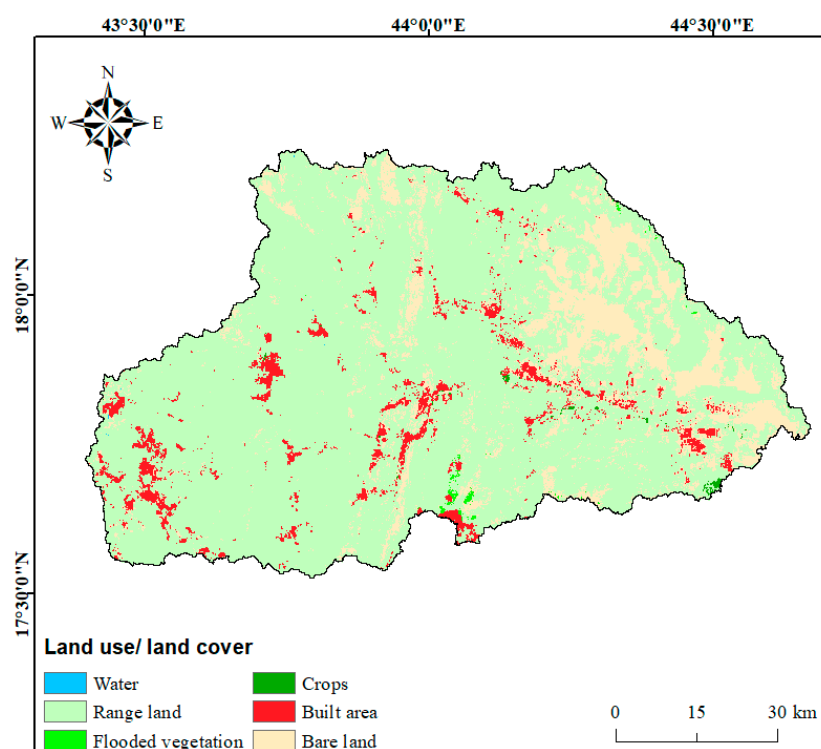 43°30'0"E 44°0'0"E 44°30'0"E
N
W E
S
18°0'0"N
17°30'0"N
Land use/ land cover
Water Crops
Range land Built area
Flooded vegetation Bare land
0 15 30 km